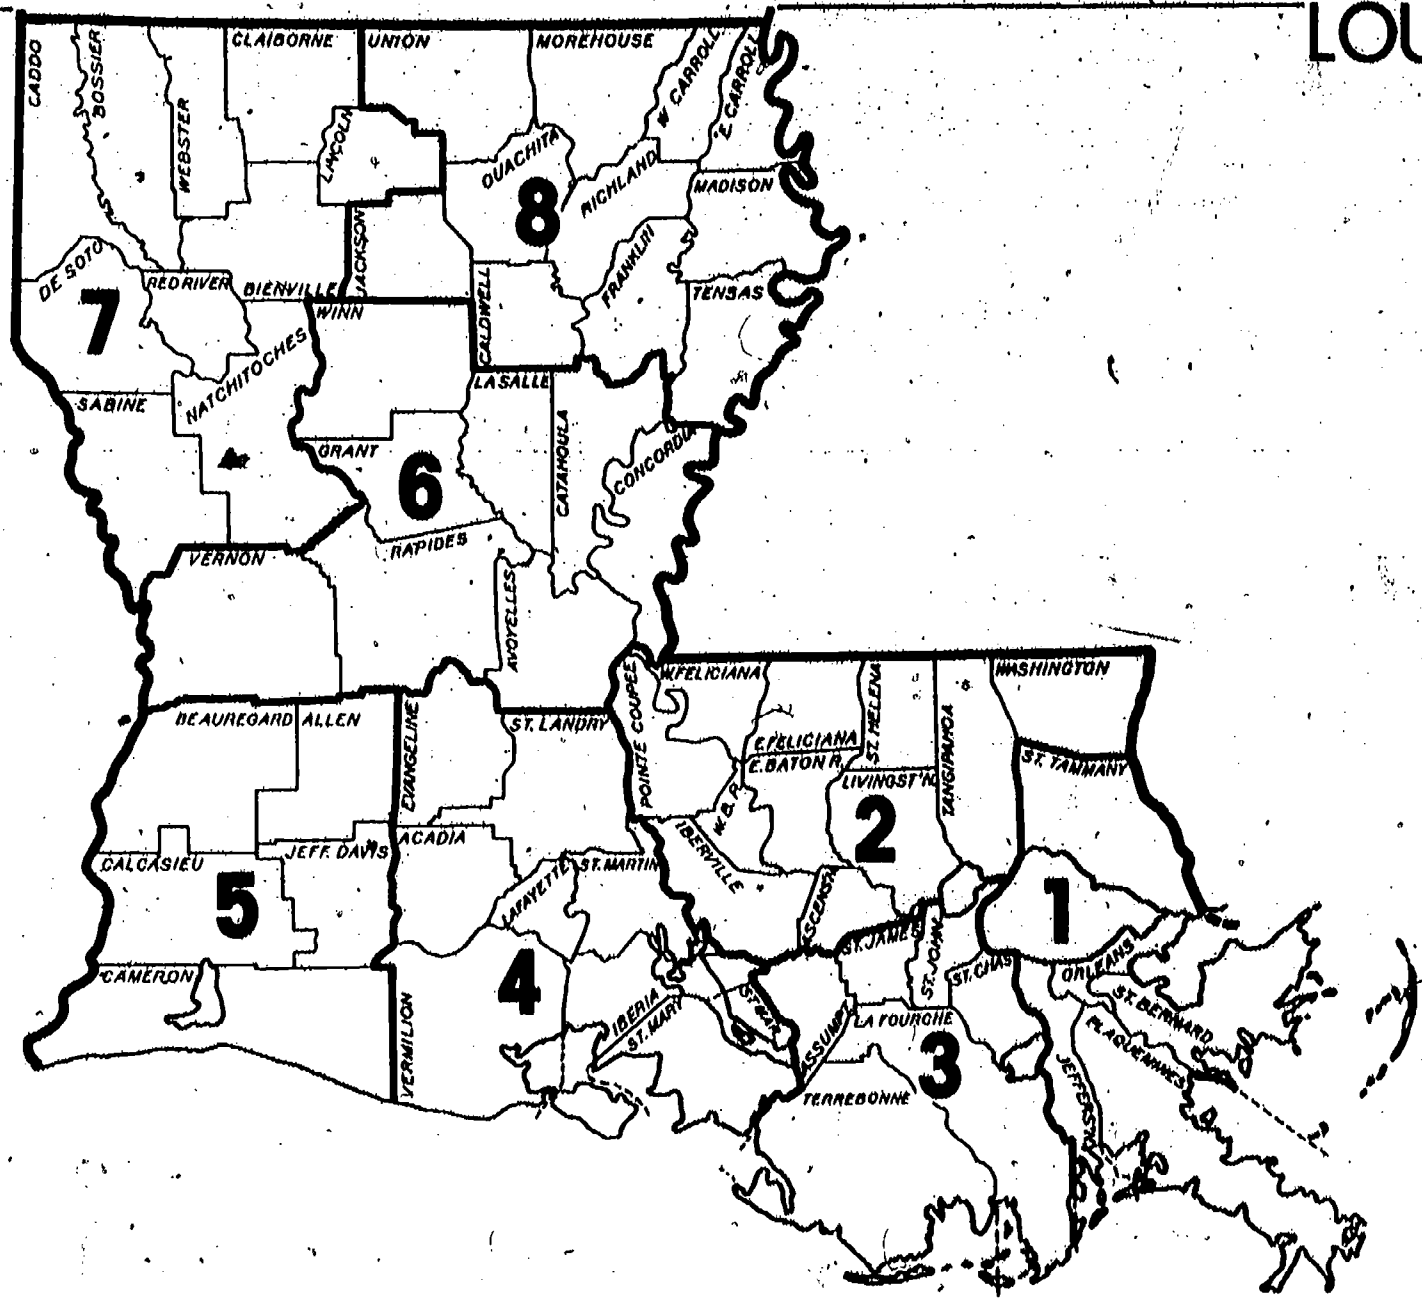 LOU
CADDO
BOSSIER
WEBSTER
CLAIBORNE
UNION
MOREHOUSE
W. CARROLL
E. CARROLL
LINCOLN
OUACHITA
RICHLAND
MADISON
8
DE SOTO
RED RIVER
BIENVILLE
JACKSON
7
WINN
CALDWELL
FRANKLIN
TENSAS
NATCHITOCHES
SABINE
LA SALLE
GRANT
6
CATAHOULA
CONCORDIA
VERNON
RAPIDES
AVOYELLES
BEAUREGARD
ALLEN
EVANGELINE
ST. LANDRY
POINTE COUPEE
W. FELICIANA
E. FELICIANA
ST. HELENA
TANGIPAHOA
WASHINGTON
E. BATON R.
LIVINGST'N
ST. TAMMANY
W. B. R.
2
CALCASIEU
JEFF. DAVIS
ACADIA
LAFAYETTE
ST. MARTIN
IBERVILLE
ASCENS'N
5
1
ST. JAMES
ST. JOHN
ST. CHAS
ORLEANS
CAMERON
4
VERMILION
IBERIA
ST. MARY
ST. MAR.
ASSUMPT
LA FOURCHE
3
ST. BERNARD
PLAQUEMINES
JEFFERSON
TERREBONNE